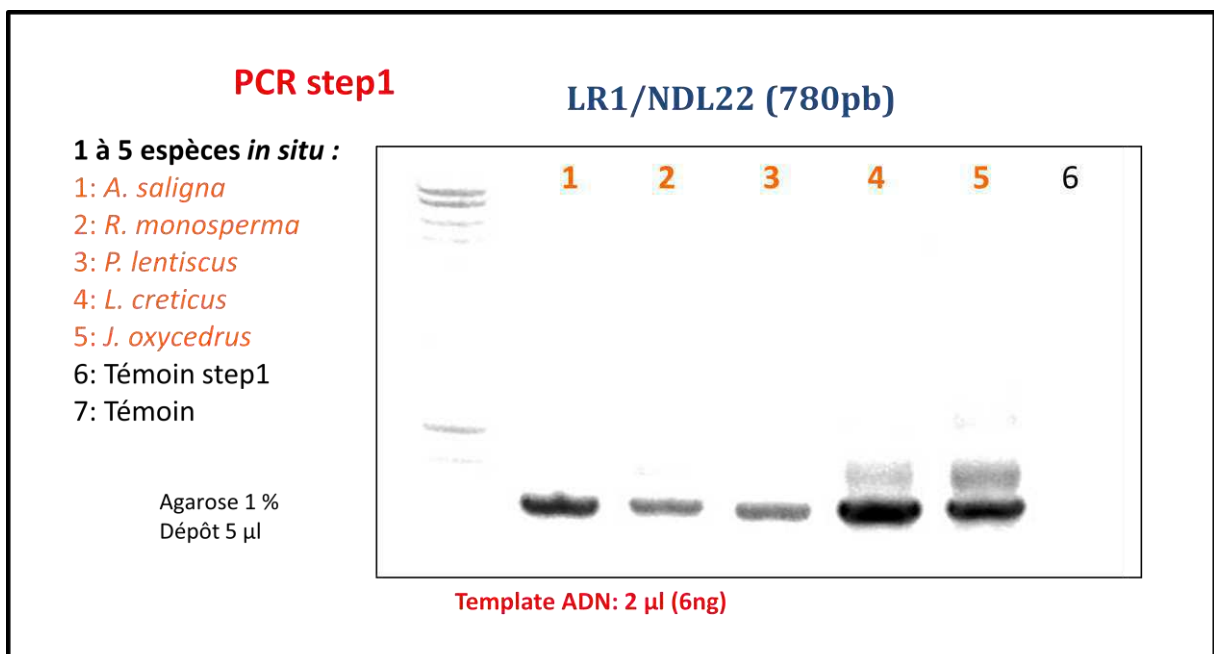 PCR step1
LR1/NDL22 (780pb)
1 à 5 espèces in situ :
1: A. saligna
2: R. monosperma
3: P. lentiscus
4: L. creticus
5: J. oxycedrus
6: Témoin step1
7: Témoin
1 2 3 4 5 6
Agarose 1 %
Dépôt 5 µl
Template ADN: 2 µl (6ng)